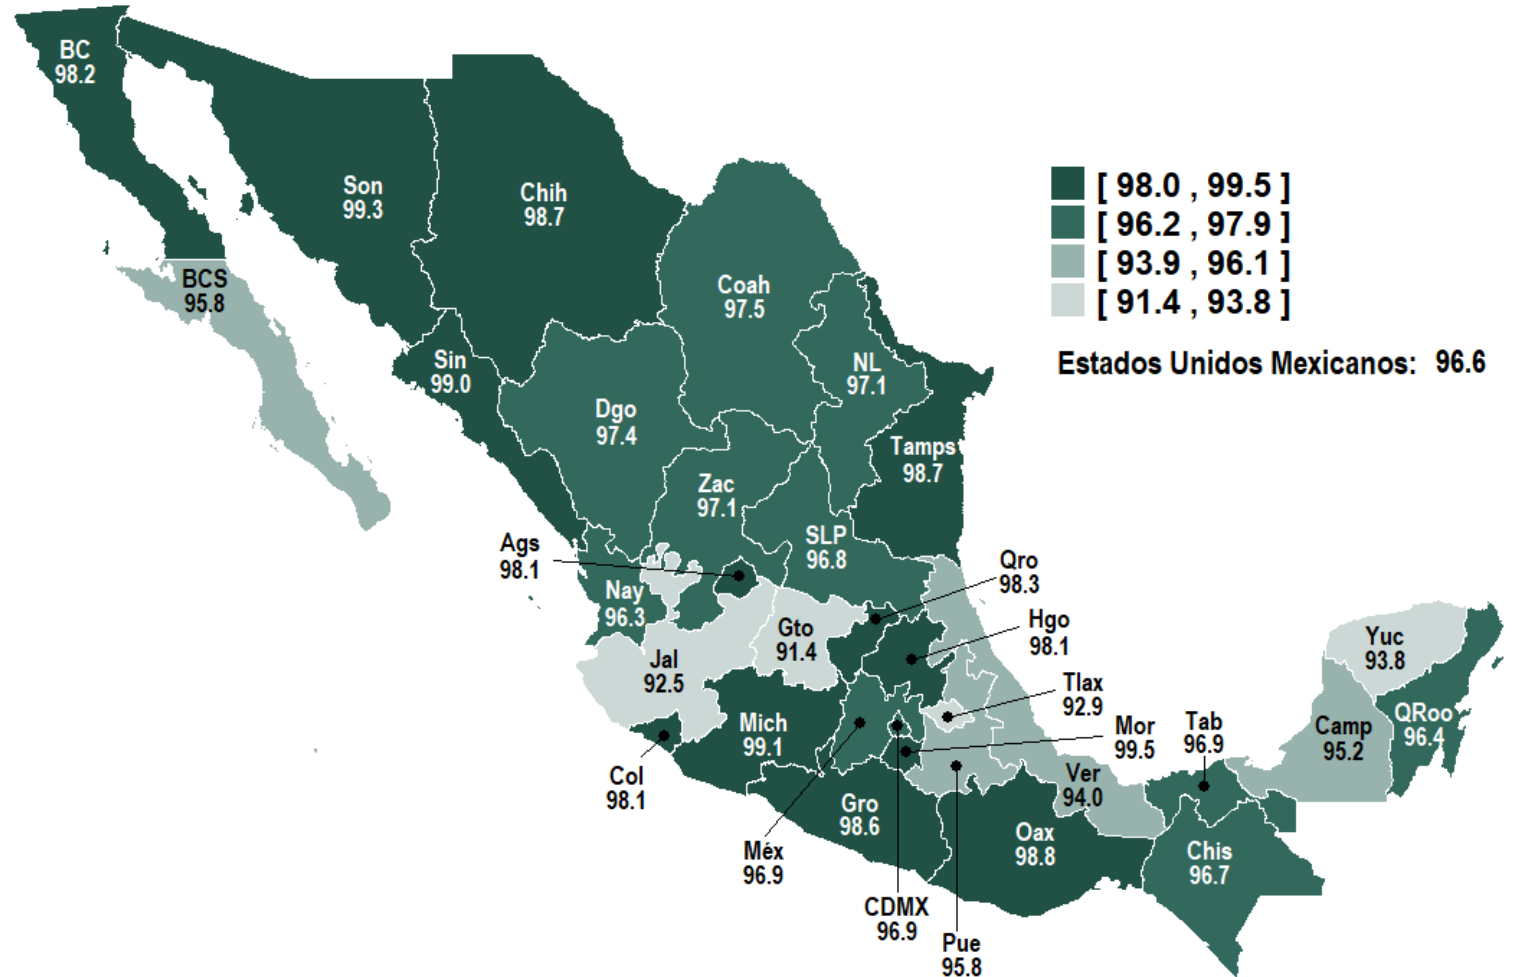 BC
98.2
Son
99.3
Chih
98.7
[ 98.0 , 99.5 ]
[ 96.2 , 97.9 ]
[ 93.9 , 96.1 ]
[ 91.4 , 93.8 ]
Estados Unidos Mexicanos: 96.6
BCS
95.8
Coah
97.5
Sin
99.0
NL
97.1
Dgo
97.4
Tamps
98.7
Zac
97.1
SLP
96.8
Ags
98.1
Qro
98.3
Nay
96.3
Hgo
98.1
Gto
91.4
Yuc
93.8
Jal
92.5
Tlax
92.9
Mich
99.1
Mor
99.5
Tab
96.9
Camp
95.2
QRoo
96.4
Col
98.1
Ver
94.0
Gro
98.6
Oax
98.8
Méx
96.9
Chis
96.7
CDMX
96.9
Pue
95.8